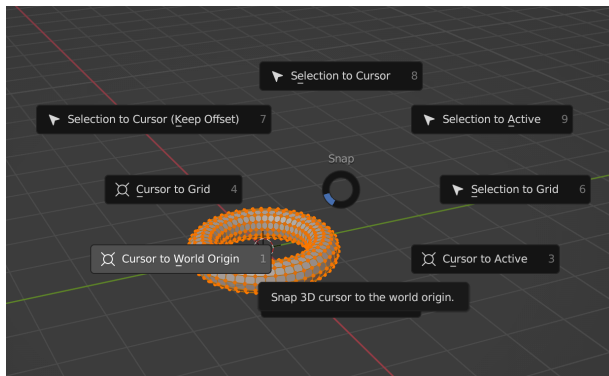 Selection to Cursor 8
Selection to Cursor (Keep Offset) 7
Selection to Active 9
Snap
Cursor to Grid 4
Selection to Grid 6
Cursor to World Origin 1
Cursor to Active 3
Snap 3D cursor to the world origin.